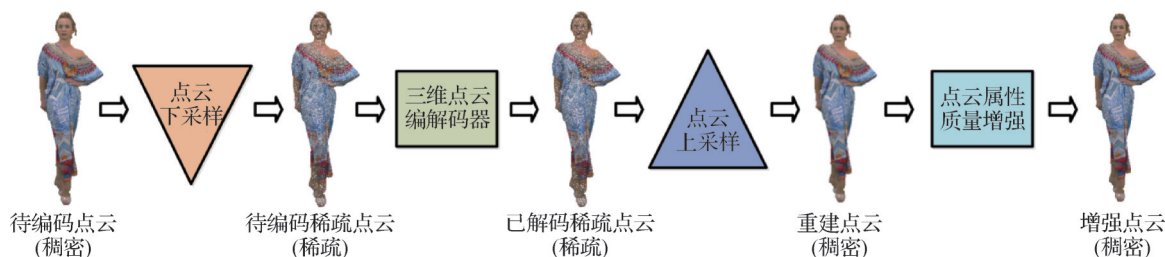 点云
下采样
三维点云
编解码器
点云
上采样
点云属性
质量增强
待编码点云
(稠密)
待编码稀疏点云
(稀疏)
已解码稀疏点云
(稀疏)
重建点云
(稠密)
增强点云
(稠密)